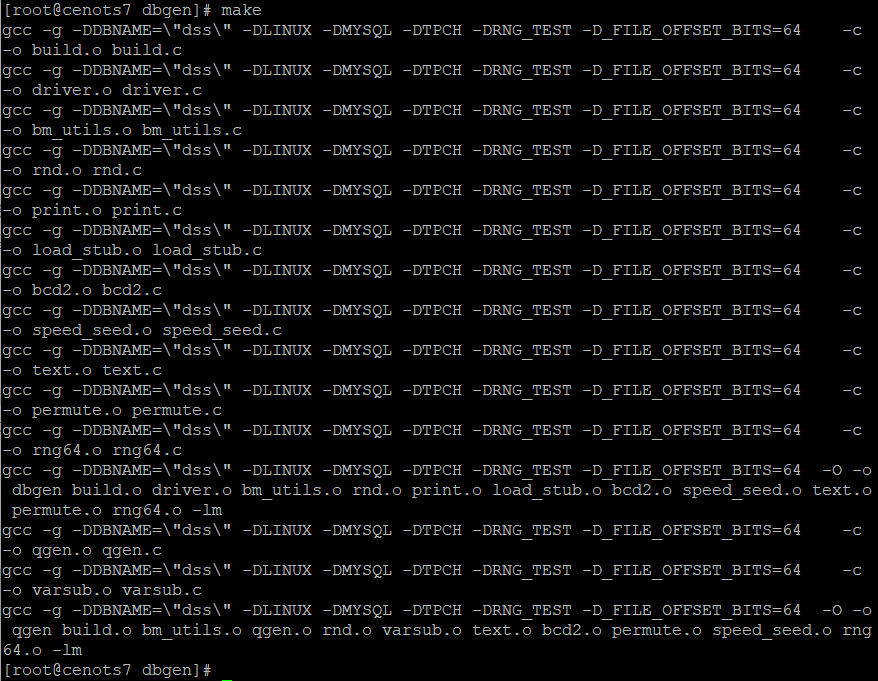 [root@cenots7 dbgen]# make
gcc -g -DDBNAME=\"dss\" -DLINUX -DMYSQL -DTPCH -DRNG_TEST -D_FILE_OFFSET_BITS=64    -c
-o build.o build.c
gcc -g -DDBNAME=\"dss\" -DLINUX -DMYSQL -DTPCH -DRNG_TEST -D_FILE_OFFSET_BITS=64    -c
-o driver.o driver.c
gcc -g -DDBNAME=\"dss\" -DLINUX -DMYSQL -DTPCH -DRNG_TEST -D_FILE_OFFSET_BITS=64    -c
-o bm_utils.o bm_utils.c
gcc -g -DDBNAME=\"dss\" -DLINUX -DMYSQL -DTPCH -DRNG_TEST -D_FILE_OFFSET_BITS=64    -c
-o rnd.o rnd.c
gcc -g -DDBNAME=\"dss\" -DLINUX -DMYSQL -DTPCH -DRNG_TEST -D_FILE_OFFSET_BITS=64    -c
-o print.o print.c
gcc -g -DDBNAME=\"dss\" -DLINUX -DMYSQL -DTPCH -DRNG_TEST -D_FILE_OFFSET_BITS=64    -c
-o load_stub.o load_stub.c
gcc -g -DDBNAME=\"dss\" -DLINUX -DMYSQL -DTPCH -DRNG_TEST -D_FILE_OFFSET_BITS=64    -c
-o bcd2.o bcd2.c
gcc -g -DDBNAME=\"dss\" -DLINUX -DMYSQL -DTPCH -DRNG_TEST -D_FILE_OFFSET_BITS=64    -c
-o speed_seed.o speed_seed.c
gcc -g -DDBNAME=\"dss\" -DLINUX -DMYSQL -DTPCH -DRNG_TEST -D_FILE_OFFSET_BITS=64    -c
-o text.o text.c
gcc -g -DDBNAME=\"dss\" -DLINUX -DMYSQL -DTPCH -DRNG_TEST -D_FILE_OFFSET_BITS=64    -c
-o permute.o permute.c
gcc -g -DDBNAME=\"dss\" -DLINUX -DMYSQL -DTPCH -DRNG_TEST -D_FILE_OFFSET_BITS=64    -c
-o rng64.o rng64.c
gcc -g -DDBNAME=\"dss\" -DLINUX -DMYSQL -DTPCH -DRNG_TEST -D_FILE_OFFSET_BITS=64  -O -o
 dbgen build.o driver.o bm_utils.o rnd.o print.o load_stub.o bcd2.o speed_seed.o text.o
 permute.o rng64.o -lm
gcc -g -DDBNAME=\"dss\" -DLINUX -DMYSQL -DTPCH -DRNG_TEST -D_FILE_OFFSET_BITS=64    -c
-o qgen.o qgen.c
gcc -g -DDBNAME=\"dss\" -DLINUX -DMYSQL -DTPCH -DRNG_TEST -D_FILE_OFFSET_BITS=64    -c
-o varsub.o varsub.c
gcc -g -DDBNAME=\"dss\" -DLINUX -DMYSQL -DTPCH -DRNG_TEST -D_FILE_OFFSET_BITS=64  -O -o
 qgen build.o bm_utils.o qgen.o rnd.o varsub.o text.o bcd2.o permute.o speed_seed.o rng
64.o -lm
[root@cenots7 dbgen]#